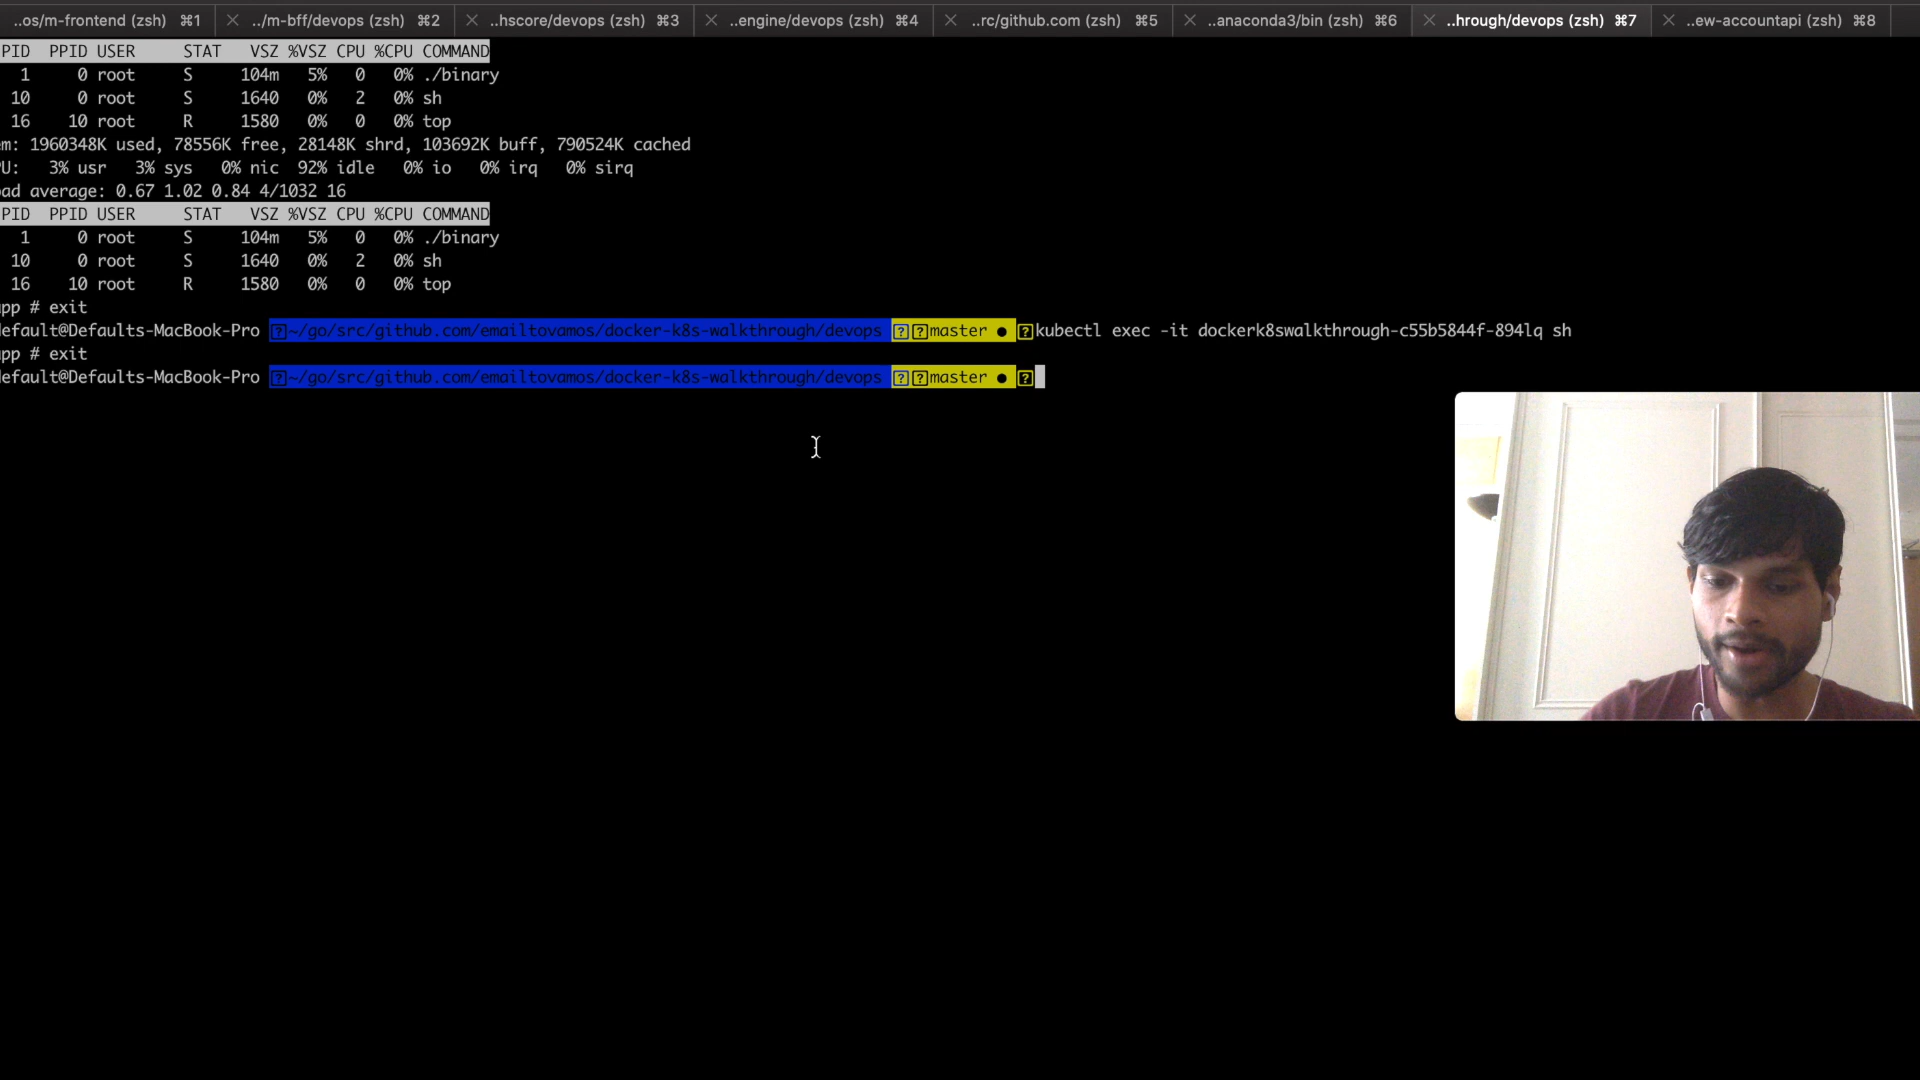 ..os/m-frontend (zsh) ⌘1 ../m-bff/devops (zsh) ⌘2 ..hscore/devops (zsh) ⌘3 ..engine/devops (zsh) ⌘4 ..rc/github.com (zsh) ⌘5 ..anaconda3/bin (zsh) ⌘6 ..hrough/devops (zsh) ⌘7 ..ew-accountapi (zsh) ⌘8
PID PPID USER STAT VSZ %VSZ CPU %CPU COMMAND
1 0 root S 104m 5% 0 0% ./binary
10 0 root S 1640 0% 2 0% sh
16 10 root R 1580 0% 0 0% top
m: 1960348K used, 78556K free, 28148K shrd, 103692K buff, 790524K cached
U: 3% usr 3% sys 0% nic 92% idle 0% io 0% irq 0% sirq
ad average: 0.67 1.02 0.84 4/1032 16
PID PPID USER STAT VSZ %VSZ CPU %CPU COMMAND
1 0 root S 104m 5% 0 0% ./binary
10 0 root S 1640 0% 2 0% sh
16 10 root R 1580 0% 0 0% top
pp # exit
default@Defaults-MacBook-Pro ?~/go/src/github.com/emailtovamos/docker-k8s-walkthrough/devops ??master ● ?kubectl exec -it dockerk8swalkthrough-c55b5844f-894lq sh
pp # exit
default@Defaults-MacBook-Pro ?~/go/src/github.com/emailtovamos/docker-k8s-walkthrough/devops ??master ● ?